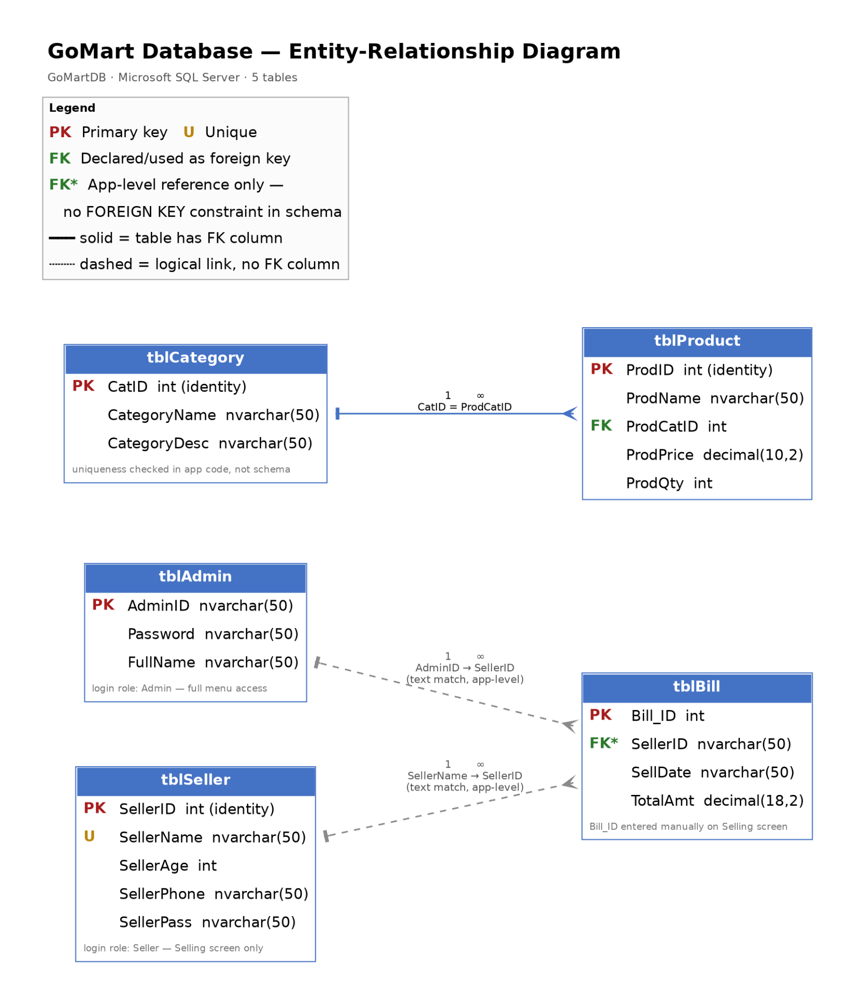 GoMart Database — Entity-Relationship Diagram
GoMartDB · Microsoft SQL Server · 5 tables
Legend
PK Primary key U Unique
FK Declared/used as foreign key
FK* App-level reference only —
no FOREIGN KEY constraint in schema
solid = table has FK column
dashed = logical link, no FK column
tblCategory
PK CatID int (identity)
CategoryName nvarchar(50)
CategoryDesc nvarchar(50)
uniqueness checked in app code, not schema
1 ∞
CatID = ProdCatID
tblProduct
PK ProdID int (identity)
ProdName nvarchar(50)
FK ProdCatID int
ProdPrice decimal(10,2)
ProdQty int
tblAdmin
PK AdminID nvarchar(50)
Password nvarchar(50)
FullName nvarchar(50)
login role: Admin — full menu access
1 ∞
AdminID → SellerID
(text match, app-level)
tblBill
PK Bill_ID int
FK* SellerID nvarchar(50)
SellDate nvarchar(50)
TotalAmt decimal(18,2)
Bill_ID entered manually on Selling screen
1 ∞
SellerName → SellerID
(text match, app-level)
tblSeller
PK SellerID int (identity)
U SellerName nvarchar(50)
SellerAge int
SellerPhone nvarchar(50)
SellerPass nvarchar(50)
login role: Seller — Selling screen only